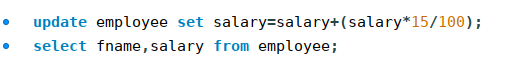 update employee set salary=salary+(salary*15/100);
select fname,salary from employee;